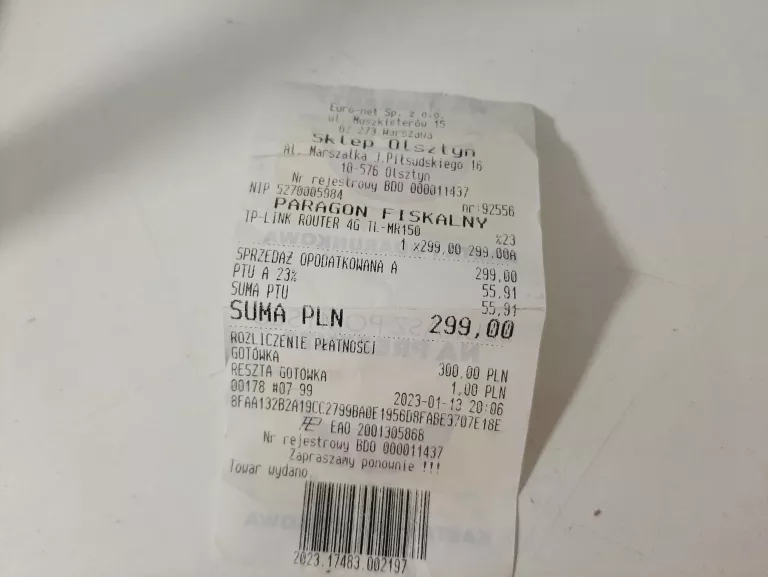 Euro-net Sp. z o.o.
ul. Muszkieterów 15
02 273 Warszawa
Sklep Olsztyn
Al. Marszałka J.Piłsudskiego 16
10-576 Olsztyn
Nr rejestrowy BDO 000011437
NIP 5270005984 nr:92556
PARAGON FISKALNY
TP-LINK ROUTER 4G TL-MR150 %23
1 x299,00 299,00A
SPRZEDAŻ OPODATKOWANA A 299,00
PTU A 23% 55,91
SUMA PTU 55,91
SUMA PLN 299,00
ROZLICZENIE PŁATNOŚCI
GOTÓWKA 300,00 PLN
RESZTA GOTÓWKA 1,00 PLN
00178 #07-99 2023-01-13 20:06
8FAA132B2A19CC2799BA0E1956D8FABE3707E18E
EAO 2001305868
Nr rejestrowy BDO 000011437
Zapraszamy ponownie !!!
Towar wydano.
2023.17483.002197